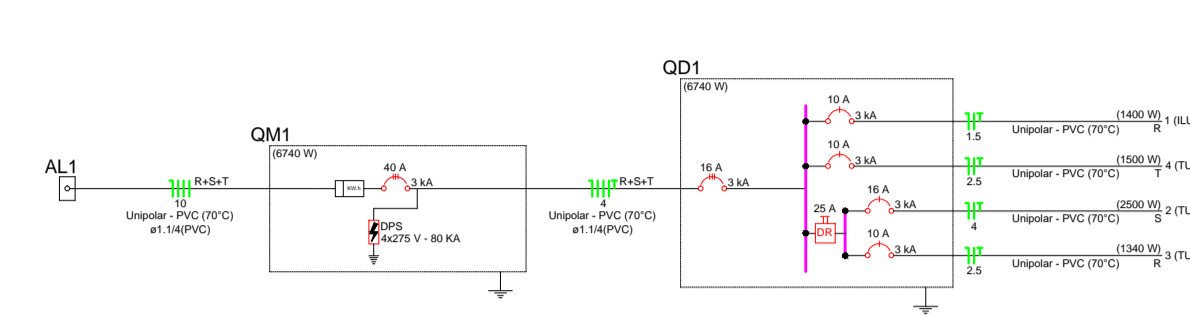 AL1
R+S+T
10
Unipolar - PVC (70°C)
ø1.1/4(PVC)
QM1
(6740 W)
KW.h
40 A
3 kA
DPS
4x275 V - 80 KA
R+S+T
4
Unipolar - PVC (70°C)
ø1.1/4(PVC)
QD1
(6740 W)
16 A
3 kA
10 A
3 kA
1.5
Unipolar - PVC (70°C)
(1400 W)
R
1 (ILU
10 A
3 kA
2.5
Unipolar - PVC (70°C)
(1500 W)
T
4 (TU
25 A
DR
16 A
3 kA
4
Unipolar - PVC (70°C)
(2500 W)
S
2 (TU
10 A
3 kA
2.5
Unipolar - PVC (70°C)
(1340 W)
R
3 (TU